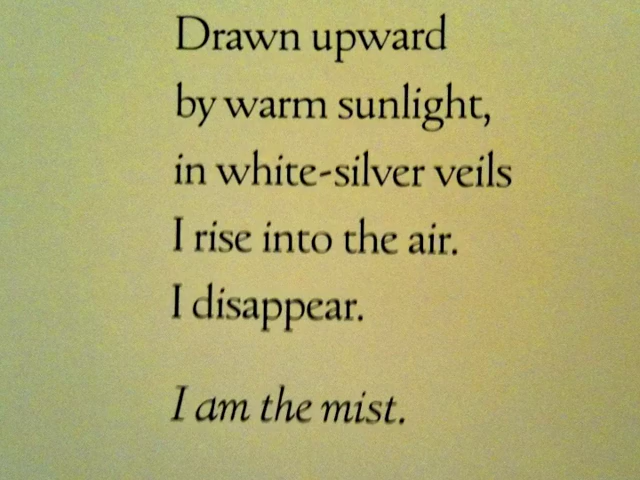 Drawn upward
by warm sunlight,
in white-silver veils
I rise into the air.
I disappear.
I am the mist.